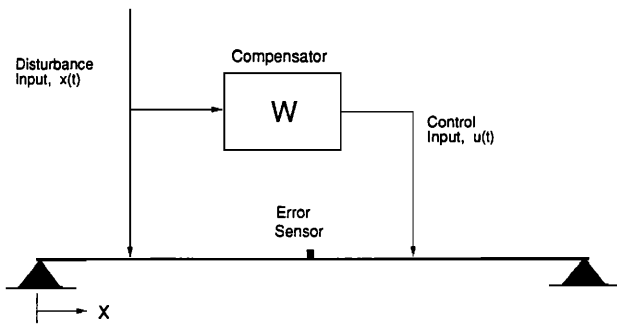 Disturbance
Input, x(t)
Compensator
W
Control
Input, u(t)
Error
Sensor
X